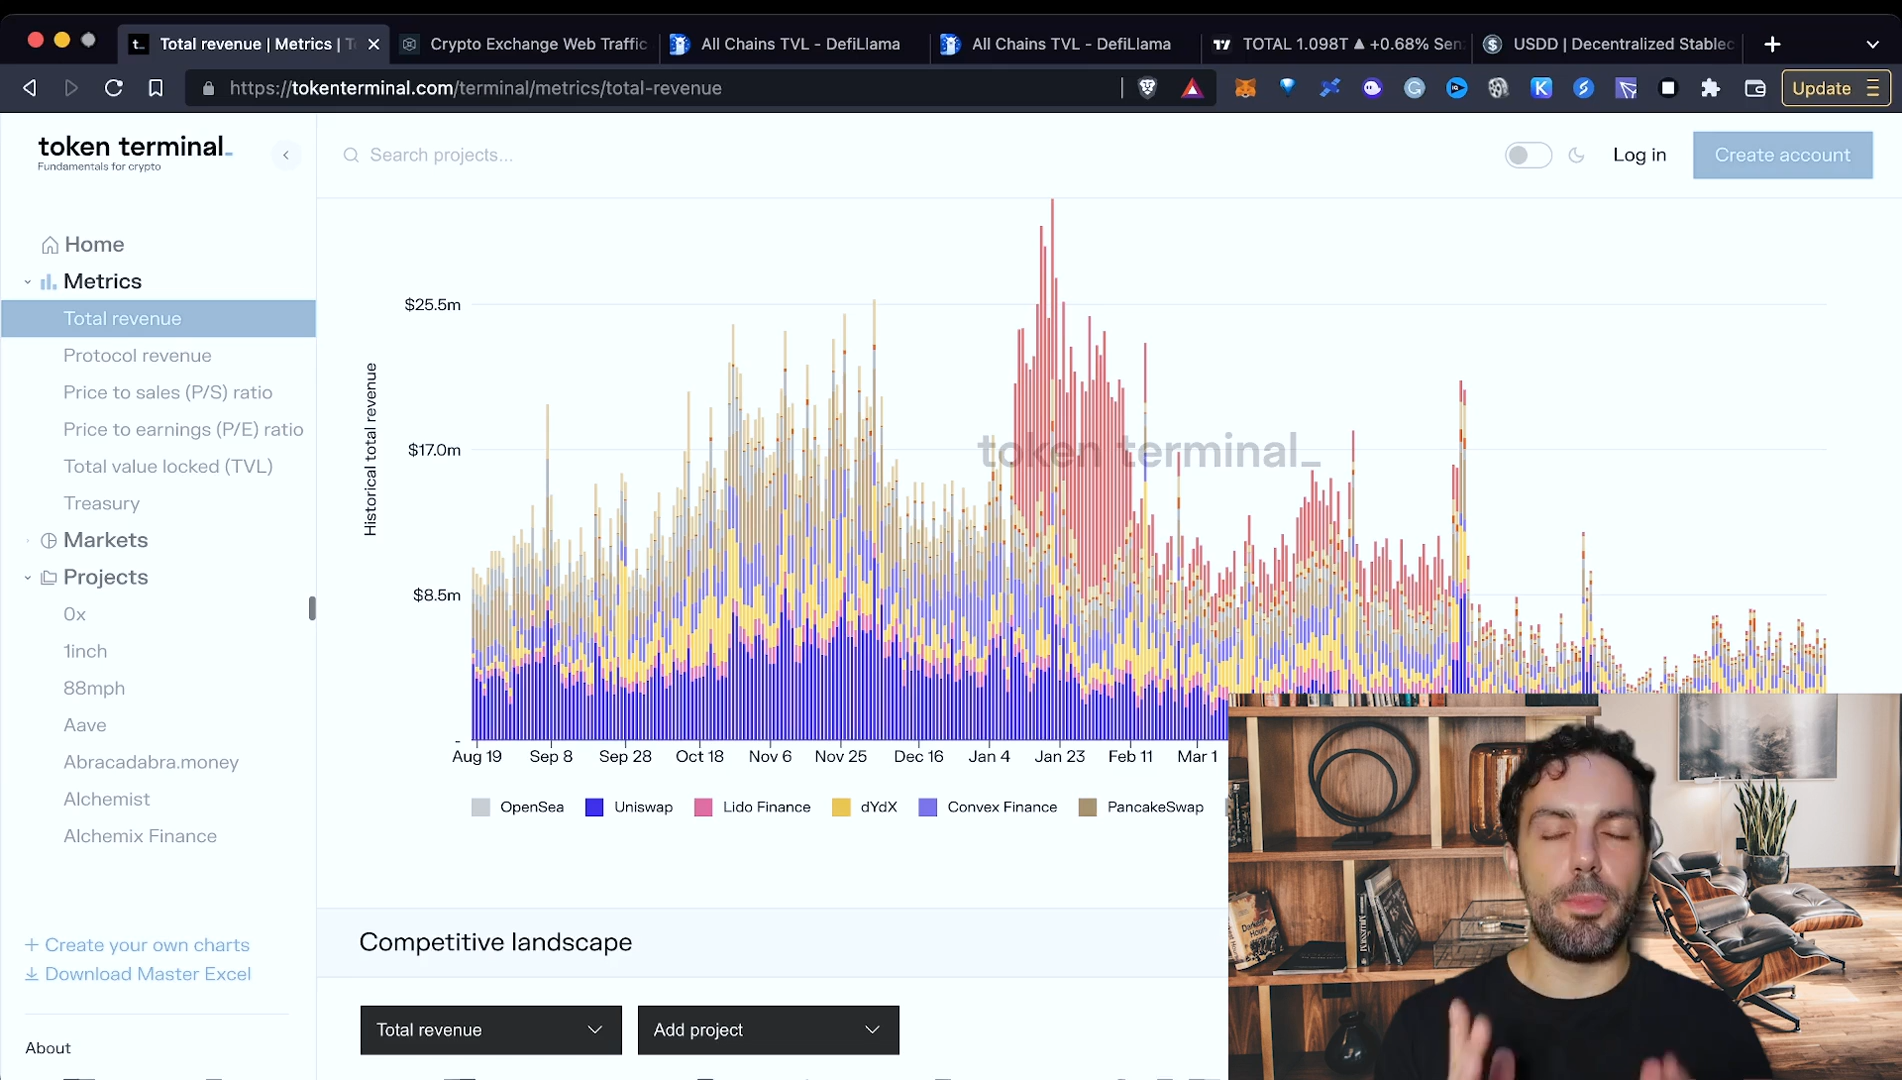 Total revenue | Metrics | T
Crypto Exchange Web Traffic
All Chains TVL - DefiLlama
All Chains TVL - DefiLlama
TOTAL 1.098T ▲ +0.68% Sen
USDD | Decentralized Stablec
https://tokenterminal.com/terminal/metrics/total-revenue
Update
token terminal_
Fundamentals for crypto
Search projects...
Log in
Create account
Home
Metrics
Total revenue
Protocol revenue
Price to sales (P/S) ratio
Price to earnings (P/E) ratio
Total value locked (TVL)
Treasury
Markets
Projects
0x
1inch
88mph
Aave
Abracadabra.money
Alchemist
Alchemix Finance
+ Create your own charts
Download Master Excel
About
Historical total revenue
$25.5m
$17.0m
$8.5m
-
token terminal_
Aug 19 Sep 8 Sep 28 Oct 18 Nov 6 Nov 25 Dec 16 Jan 4 Jan 23 Feb 11 Mar 1
OpenSea Uniswap Lido Finance dYdX Convex Finance PancakeSwap
Competitive landscape
Total revenue
Add project